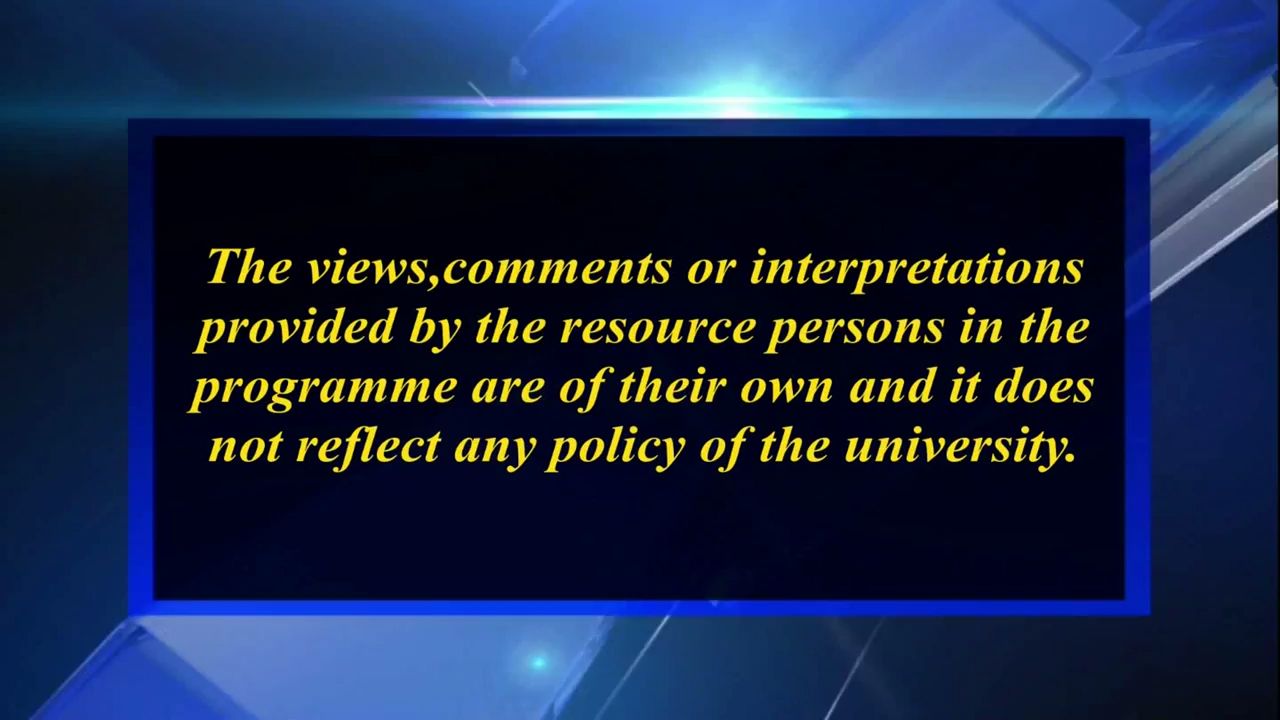 The views,comments or interpretations
provided by the resource persons in the
programme are of their own and it does
not reflect any policy of the university.